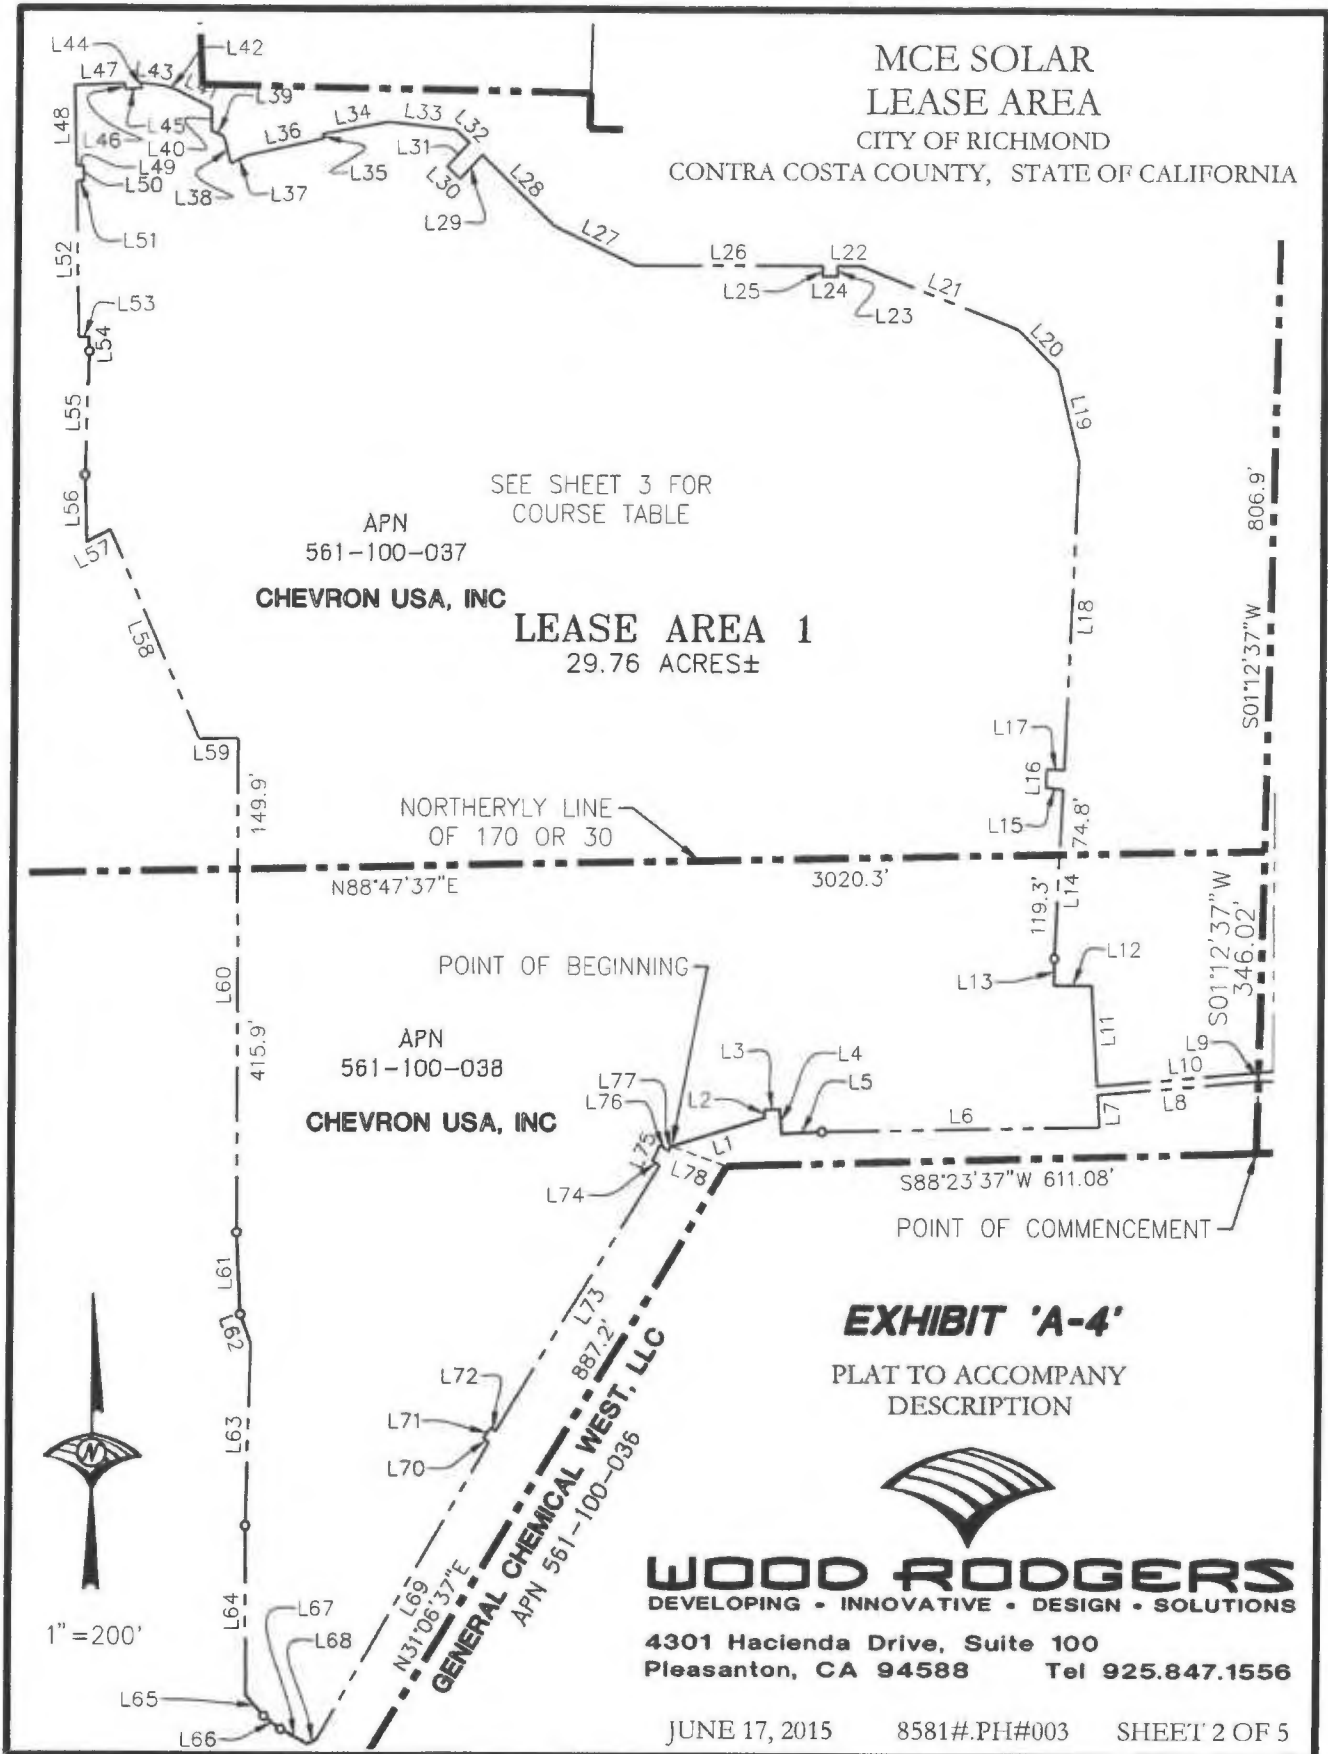 MCE SOLAR
LEASE AREA
CITY OF RICHMOND
CONTRA COSTA COUNTY, STATE OF CALIFORNIA
L44
L42
L47
L43
L41
L39
L48
L46
L45
L40
L38
L36
L37
L34
L35
L33
L32
L31
L30
L29
L28
L27
L26
L22
L25
L24
L23
L21
L20
L19
L49
L50
L51
L52
L53
L54
L55
L56
L57
L58
L59
806.9'
S01°12'37"W
SEE SHEET 3 FOR
COURSE TABLE
APN
561-100-037
CHEVRON USA, INC
LEASE AREA 1
29.76 ACRES±
L18
L17
L16
L15
74.8'
149.9'
NORTHERYLY LINE
OF 170 OR 30
N88°47'37"E
3020.3'
119.3'
L14
L13
L12
L11
S01°12'37"W
346.02'
POINT OF BEGINNING
L60
415.9'
APN
561-100-038
CHEVRON USA, INC
L3
L4
L5
L2
L77
L76
L75
L74
L1
L78
L6
L7
L8
L10
L9
S88°23'37"W 611.08'
POINT OF COMMENCEMENT
L61
L62
L63
L64
L65
L66
L67
L68
L69
L70
L71
L72
L73
887.2'
N31°06'37"E
GENERAL CHEMICAL WEST, LLC
APN 561-100-036
N
1"=200'
EXHIBIT 'A-4'
PLAT TO ACCOMPANY
DESCRIPTION
WOOD RODGERS
DEVELOPING • INNOVATIVE • DESIGN • SOLUTIONS
4301 Hacienda Drive, Suite 100
Pleasanton, CA 94588 Tel 925.847.1556
JUNE 17, 2015 8581#.PH#003 SHEET 2 OF 5